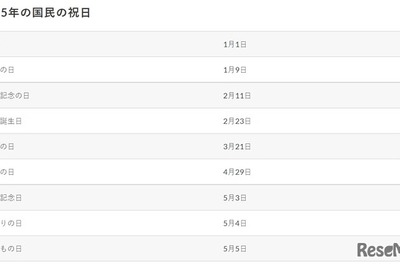 5年の国民の祝日
1月1日
の日 1月9日
記念の日 2月11日
誕生日 2月23日
の日 3月21日
の日 4月29日
記念日 5月3日
りの日 5月4日
もの日 5月5日
ReseM